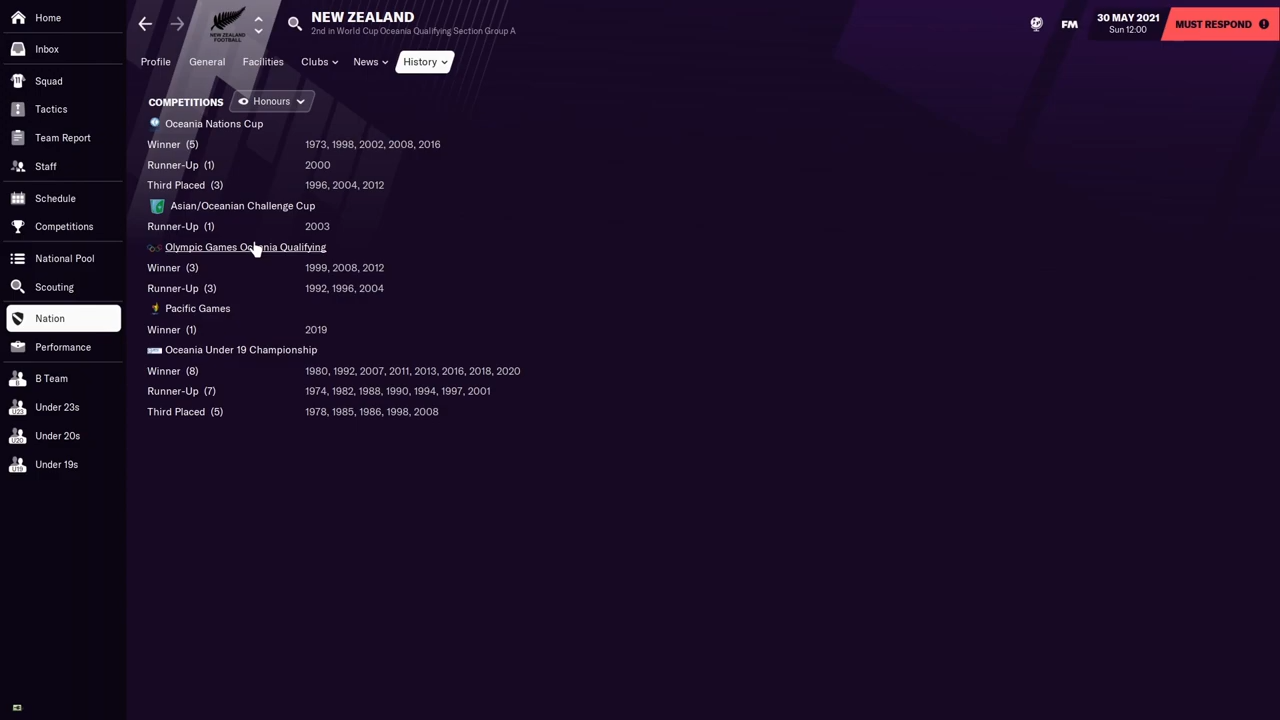 Home
NEW ZEALAND
2nd in World Cup Oceania Qualifying Section Group A
NEW ZEALAND
FOOTBALL
FM
30 MAY 2021
Sun 12:00
MUST RESPOND
Inbox
Profile General Facilities Clubs News History
Squad
Tactics
Team Report
Staff
Schedule
Competitions
National Pool
Scouting
Nation
Performance
B Team
Under 23s
Under 20s
Under 19s
COMPETITIONS Honours
Oceania Nations Cup
Winner (5) 1973, 1998, 2002, 2008, 2016
Runner-Up (1) 2000
Third Placed (3) 1996, 2004, 2012
Asian/Oceanian Challenge Cup
Runner-Up (1) 2003
Olympic Games Oceania Qualifying
Winner (3) 1999, 2008, 2012
Runner-Up (3) 1992, 1996, 2004
Pacific Games
Winner (1) 2019
Oceania Under 19 Championship
Winner (8) 1980, 1992, 2007, 2011, 2013, 2016, 2018, 2020
Runner-Up (7) 1974, 1982, 1988, 1990, 1994, 1997, 2001
Third Placed (5) 1978, 1985, 1986, 1998, 2008